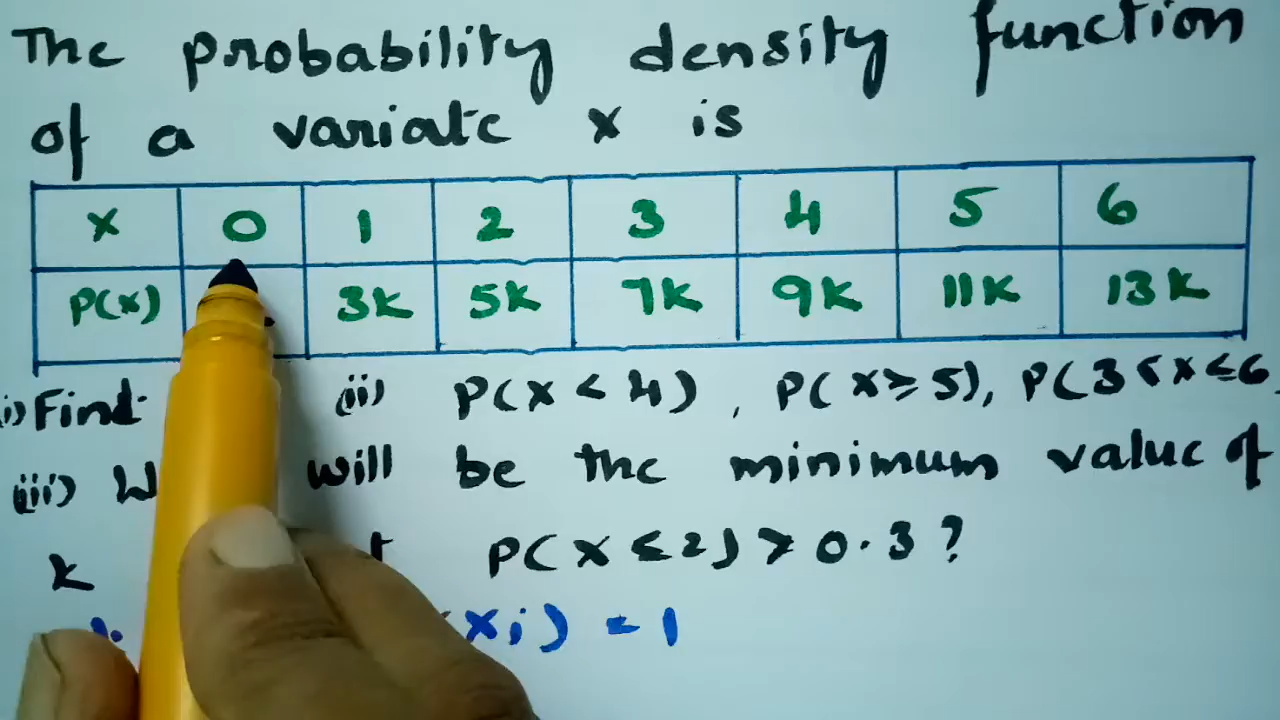 The probability density function
of a variate x is
X 0 1 2 3 4 5 6
P(X) 3K 5K 7K 9K 11K 13K
i) Find (ii) P(X < 4), P(X ≥ 5), P(3 < X ≤ 6
(iii) will be the minimum value of
k P(X ≤ 2) > 0.3?
xi) = 1